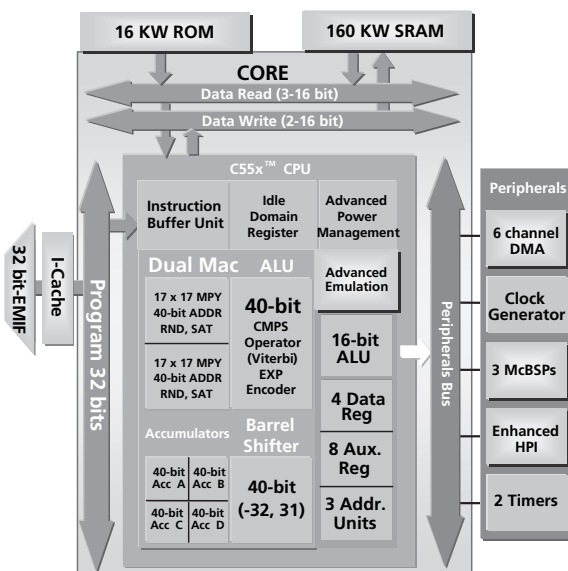 16 KW ROM
160 KW SRAM
CORE
Data Read (3-16 bit)
Data Write (2-16 bit)
C55x™ CPU
Instruction
Buffer Unit
Idle
Domain
Register
Advanced
Power
Management
Dual Mac
ALU
Advanced
Emulation
17 x 17 MPY
40-bit ADDR
RND, SAT
17 x 17 MPY
40-bit ADDR
RND, SAT
40-bit
CMPS
Operator
(Viterbi)
EXP
Encoder
16-bit
ALU
4 Data
Reg
8 Aux.
Reg
3 Addr.
Units
Accumulators
40-bit
Acc A
40-bit
Acc B
40-bit
Acc C
40-bit
Acc D
Barrel
Shifter
40-bit
(-32, 31)
32 bit-EMIF
I-Cache
Program 32 bits
Peripherals Bus
Peripherals
6 channel
DMA
Clock
Generator
3 McBSPs
Enhanced
HPI
2 Timers